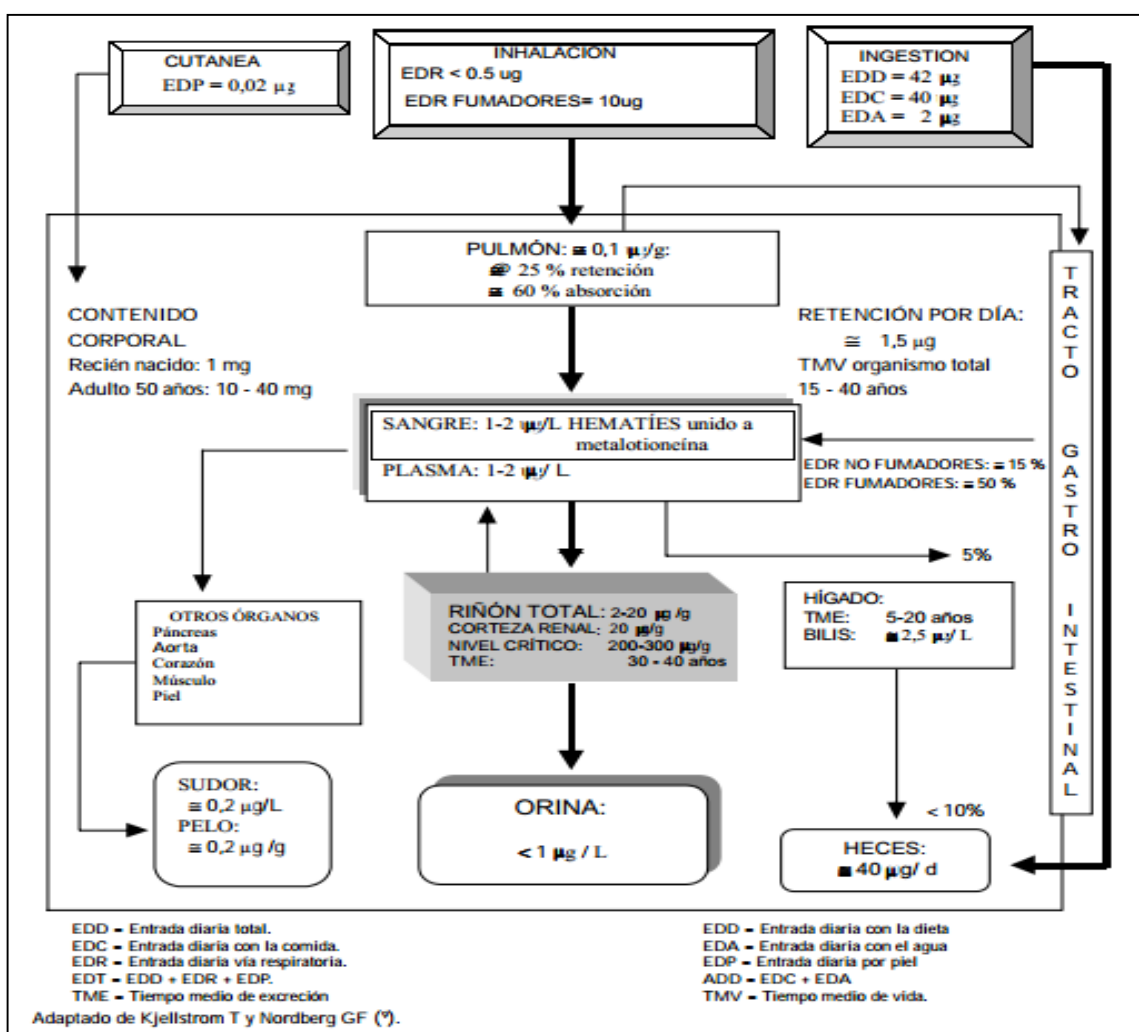 CUTANEA
EDP = 0,02 µg
INHALACIÓN
EDR < 0.5 ug
EDR FUMADORES= 10ug
INGESTION
EDD = 42 µg
EDC = 40 µg
EDA = 2 µg
PULMÓN: ≅ 0,1 µg/g:
≅ 25 % retención
≅ 60 % absorción
CONTENIDO
CORPORAL
Recién nacido: 1 mg
Adulto 50 años: 10 - 40 mg
RETENCIÓN POR DÍA:
≅ 1,5 µg
TMV organismo total
15 - 40 años
TRACTO GASTRO INTESTINAL
SANGRE: 1-2 µg/L HEMATÍES unido a
metalotioneína
PLASMA: 1-2 µg/ L
EDR NO FUMADORES: ≅ 15 %
EDR FUMADORES: ≅ 50 %
5%
OTROS ÓRGANOS
Páncreas
Aorta
Corazón
Músculo
Piel
RIÑÓN TOTAL: 2-20 µg /g
CORTEZA RENAL: 20 µg/g
NIVEL CRÍTICO: 200-300 µg/g
TME: 30 - 40 años
HÍGADO:
TME: 5-20 años
BILIS: ≅ 2,5 µg/ L
SUDOR:
≅ 0,2 µg/L
PELO:
≅ 0,2 µg /g
ORINA:
< 1 µg / L
< 10%
HECES:
≅ 40 µg/ d
EDD = Entrada diaria total.
EDC = Entrada diaria con la comida.
EDR = Entrada diaria vía respiratoria.
EDT = EDD + EDR + EDP.
TME = Tiempo medio de excreción
EDD = Entrada diaria con la dieta
EDA = Entrada diaria con el agua
EDP = Entrada diaria por piel
ADD = EDC + EDA
TMV = Tiempo medio de vida.
Adaptado de Kjellstrom T y Nordberg GF (⁹).